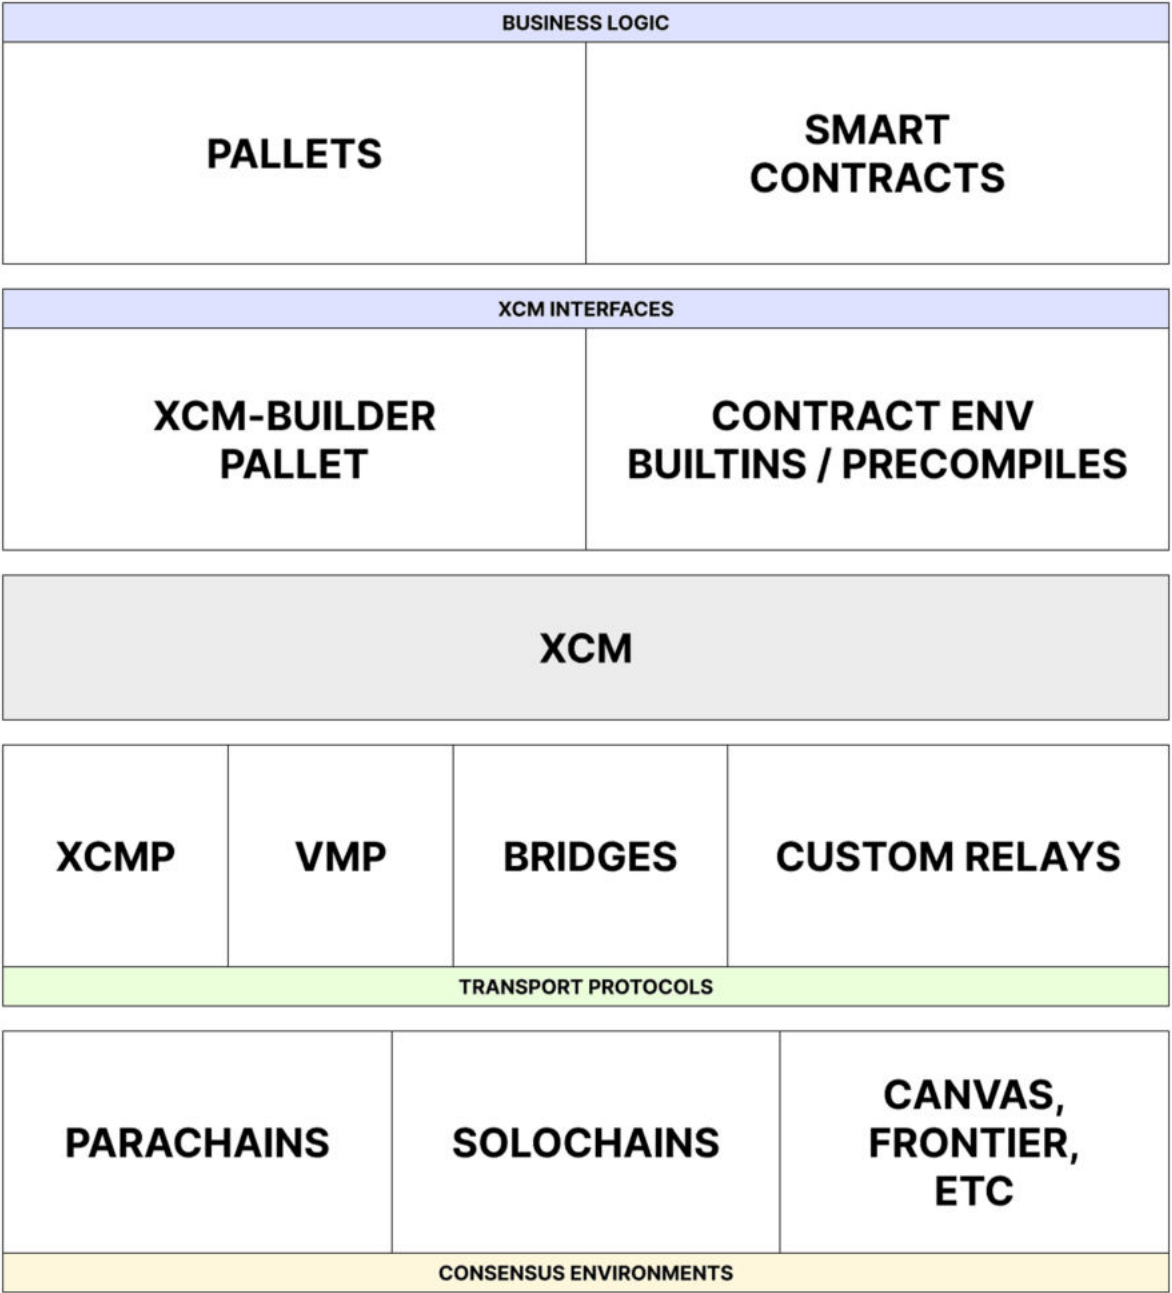 BUSINESS LOGIC
PALLETS
SMART
CONTRACTS
XCM INTERFACES
XCM-BUILDER
PALLET
CONTRACT ENV
BUILTINS / PRECOMPILES
XCM
XCMP
VMP
BRIDGES
CUSTOM RELAYS
TRANSPORT PROTOCOLS
PARACHAINS
SOLOCHAINS
CANVAS,
FRONTIER,
ETC
CONSENSUS ENVIRONMENTS